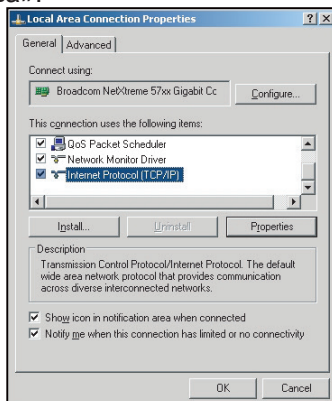 Local Area Connection Properties
General
Advanced
Connect using:
Broadcom NetXtreme 57xx Gigabit Cc
Configure...
This connection uses the following items:
QoS Packet Scheduler
Network Monitor Driver
Internet Protocol (TCP/IP)
Install...
Uninstall
Properties
Description
Transmission Control Protocol/Internet Protocol. The default
wide area network protocol that provides communication
across diverse interconnected networks.
Show icon in notification area when connected
Notify me when this connection has limited or no connectivity
OK
Cancel